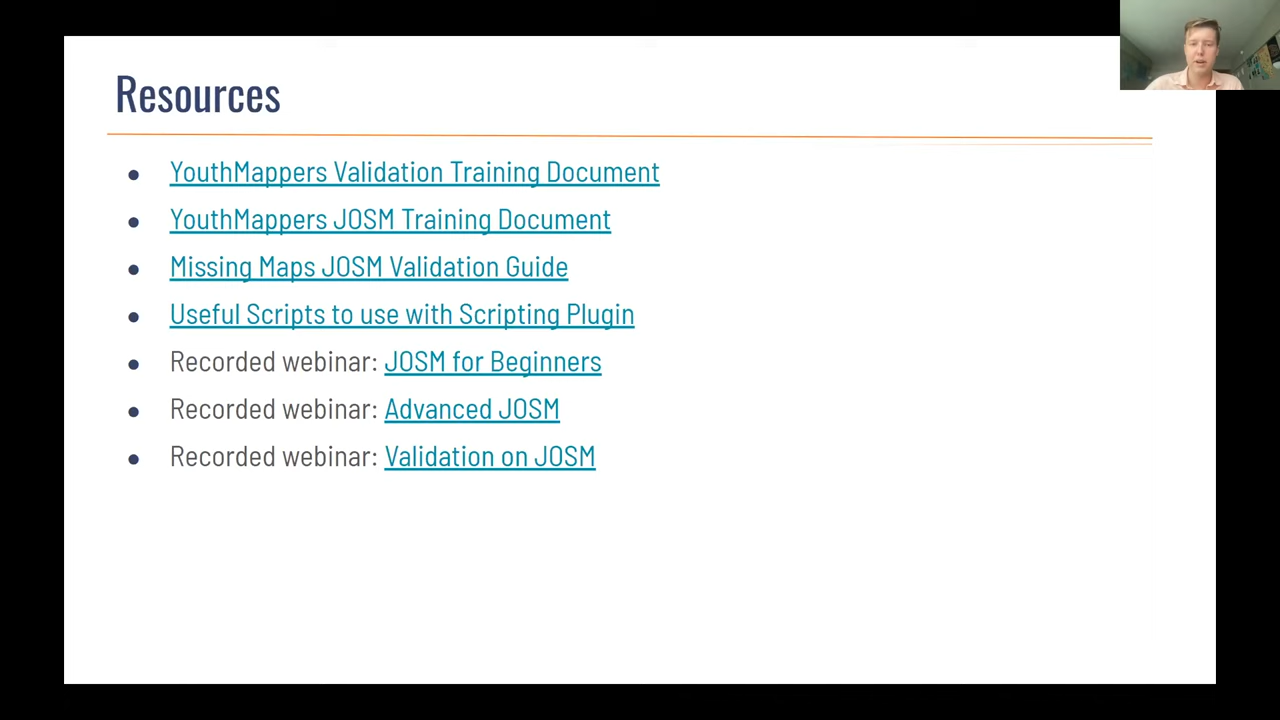 Resources
YouthMappers Validation Training Document
YouthMappers JOSM Training Document
Missing Maps JOSM Validation Guide
Useful Scripts to use with Scripting Plugin
Recorded webinar: JOSM for Beginners
Recorded webinar: Advanced JOSM
Recorded webinar: Validation on JOSM